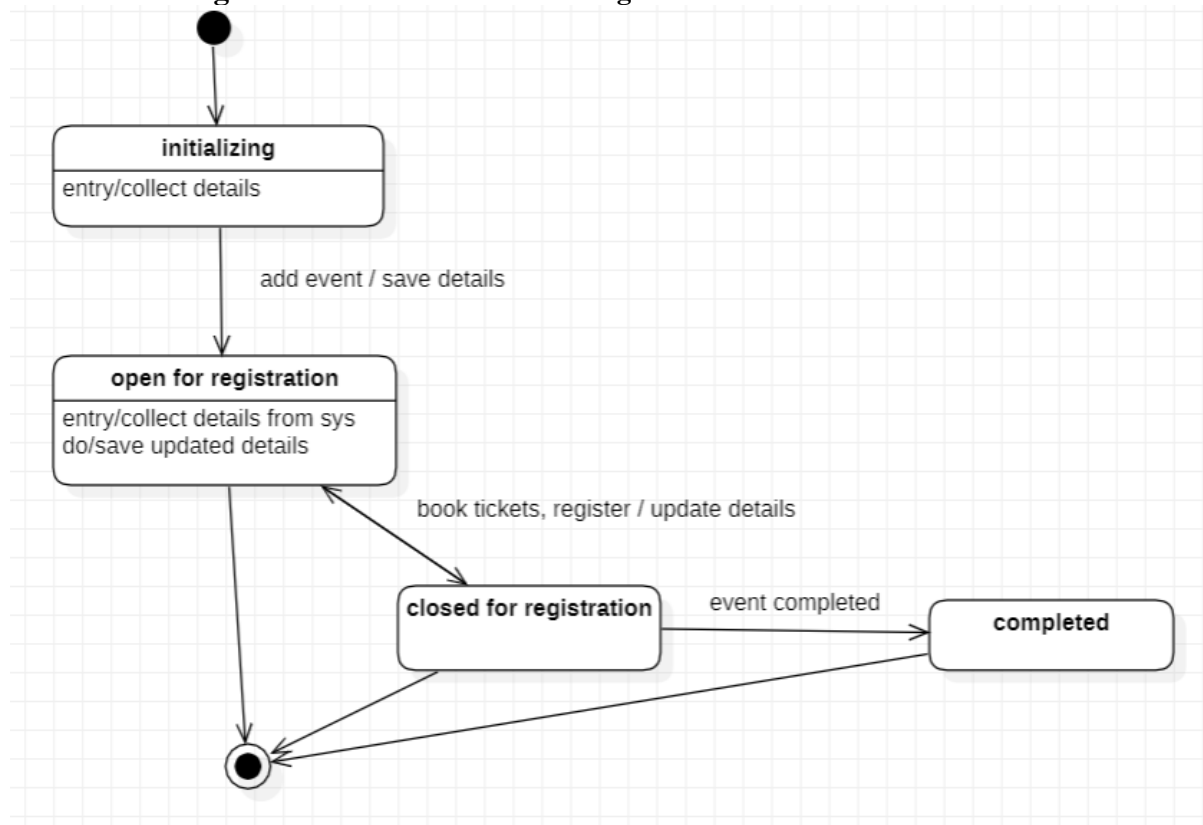 initializing
entry/collect details
add event / save details
open for registration
entry/collect details from sys
do/save updated details
book tickets, register / update details
closed for registration
event completed
completed